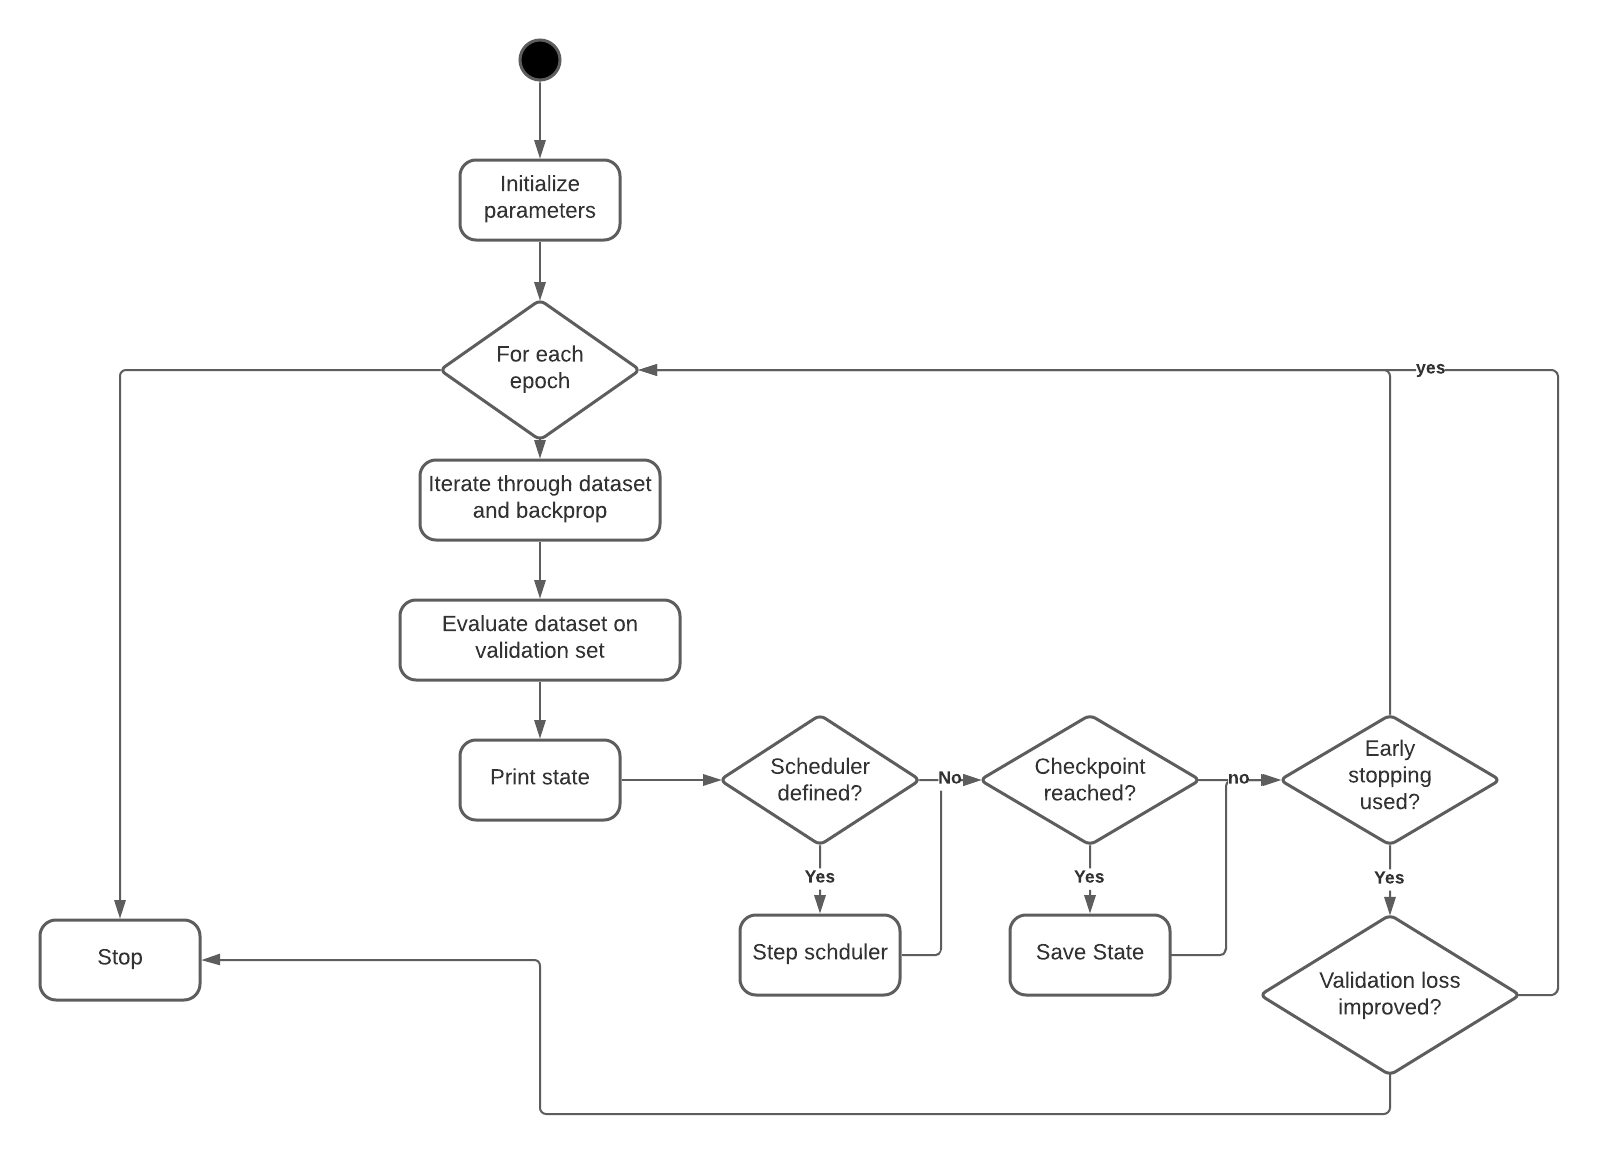 Initialize
parameters
For each
epoch
yes
Iterate through dataset
and backprop
Evaluate dataset on
validation set
Print state
Scheduler
defined?
No
Checkpoint
reached?
no
Early
stopping
used?
Yes
Yes
Yes
Step schduler
Save State
Stop
Validation loss
improved?